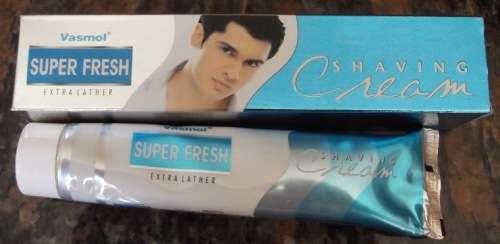 Vasmol®
SUPER FRESH
EXTRA LATHER
SHAVING
Cream
Vasmol®
SUPER FRESH
EXTRA LATHER
SHAVING
Cream